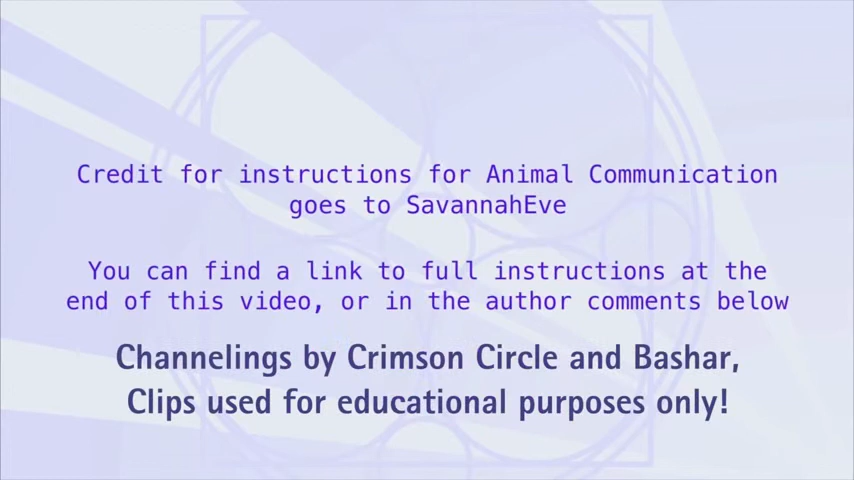 Credit for instructions for Animal Communication
goes to SavannahEve
You can find a link to full instructions at the
end of this video, or in the author comments below
Channelings by Crimson Circle and Bashar,
Clips used for educational purposes only!